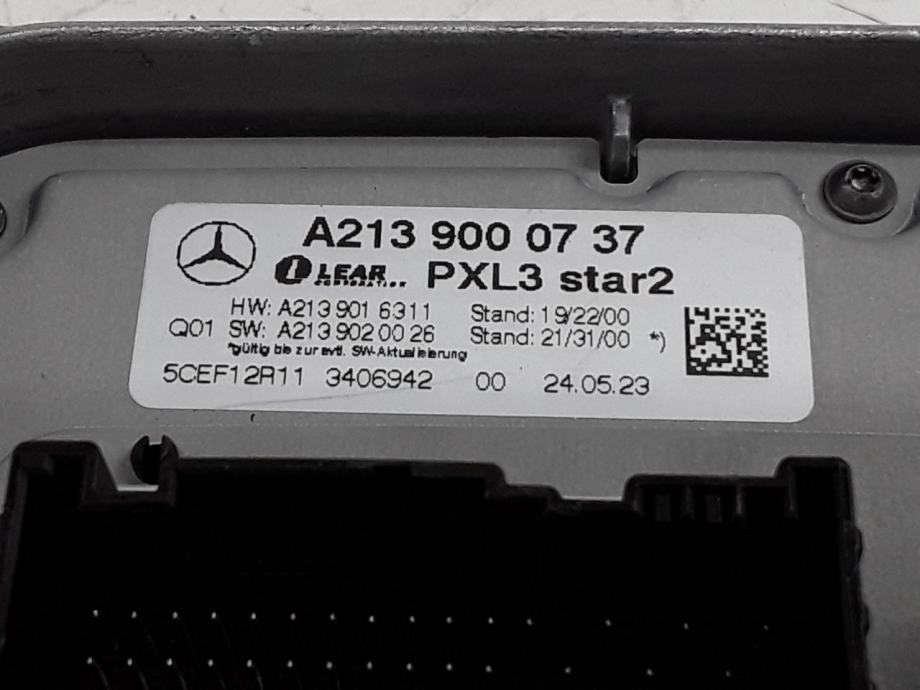 A213 900 07 37
LEAR CORPORATION PXL3 star2
HW: A213 901 6311 Stand: 19/22/00
Q01 SW: A213 902 00 26 Stand: 21/31/00 *)
*)gültig bis zur evtl. SW-Aktualisierung
5CEF12R11 3406942 00 24.05.23